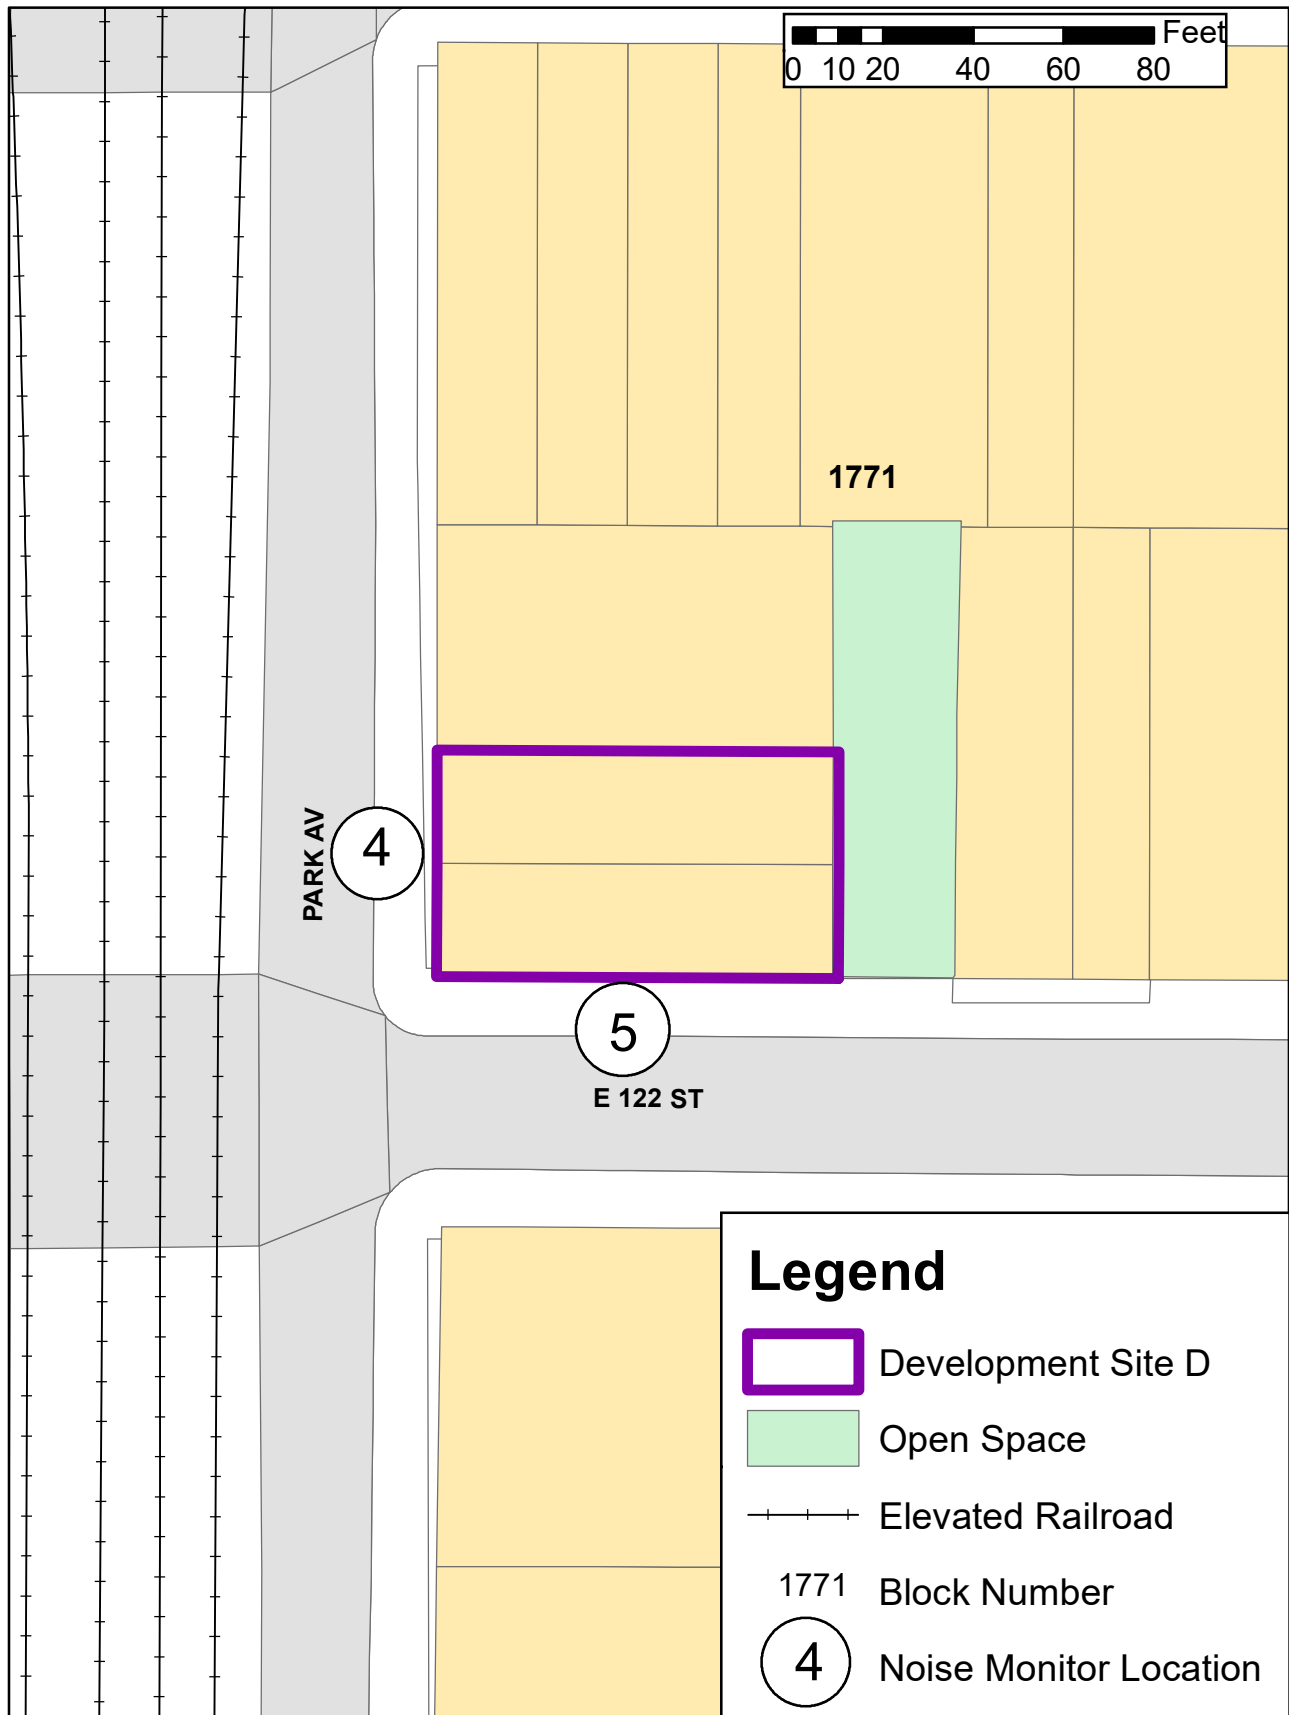 Feet
0 10 20 40 60 80
1771
PARK AV
4
5
E 122 ST
Legend
Development Site D
Open Space
Elevated Railroad
1771 Block Number
4 Noise Monitor Location